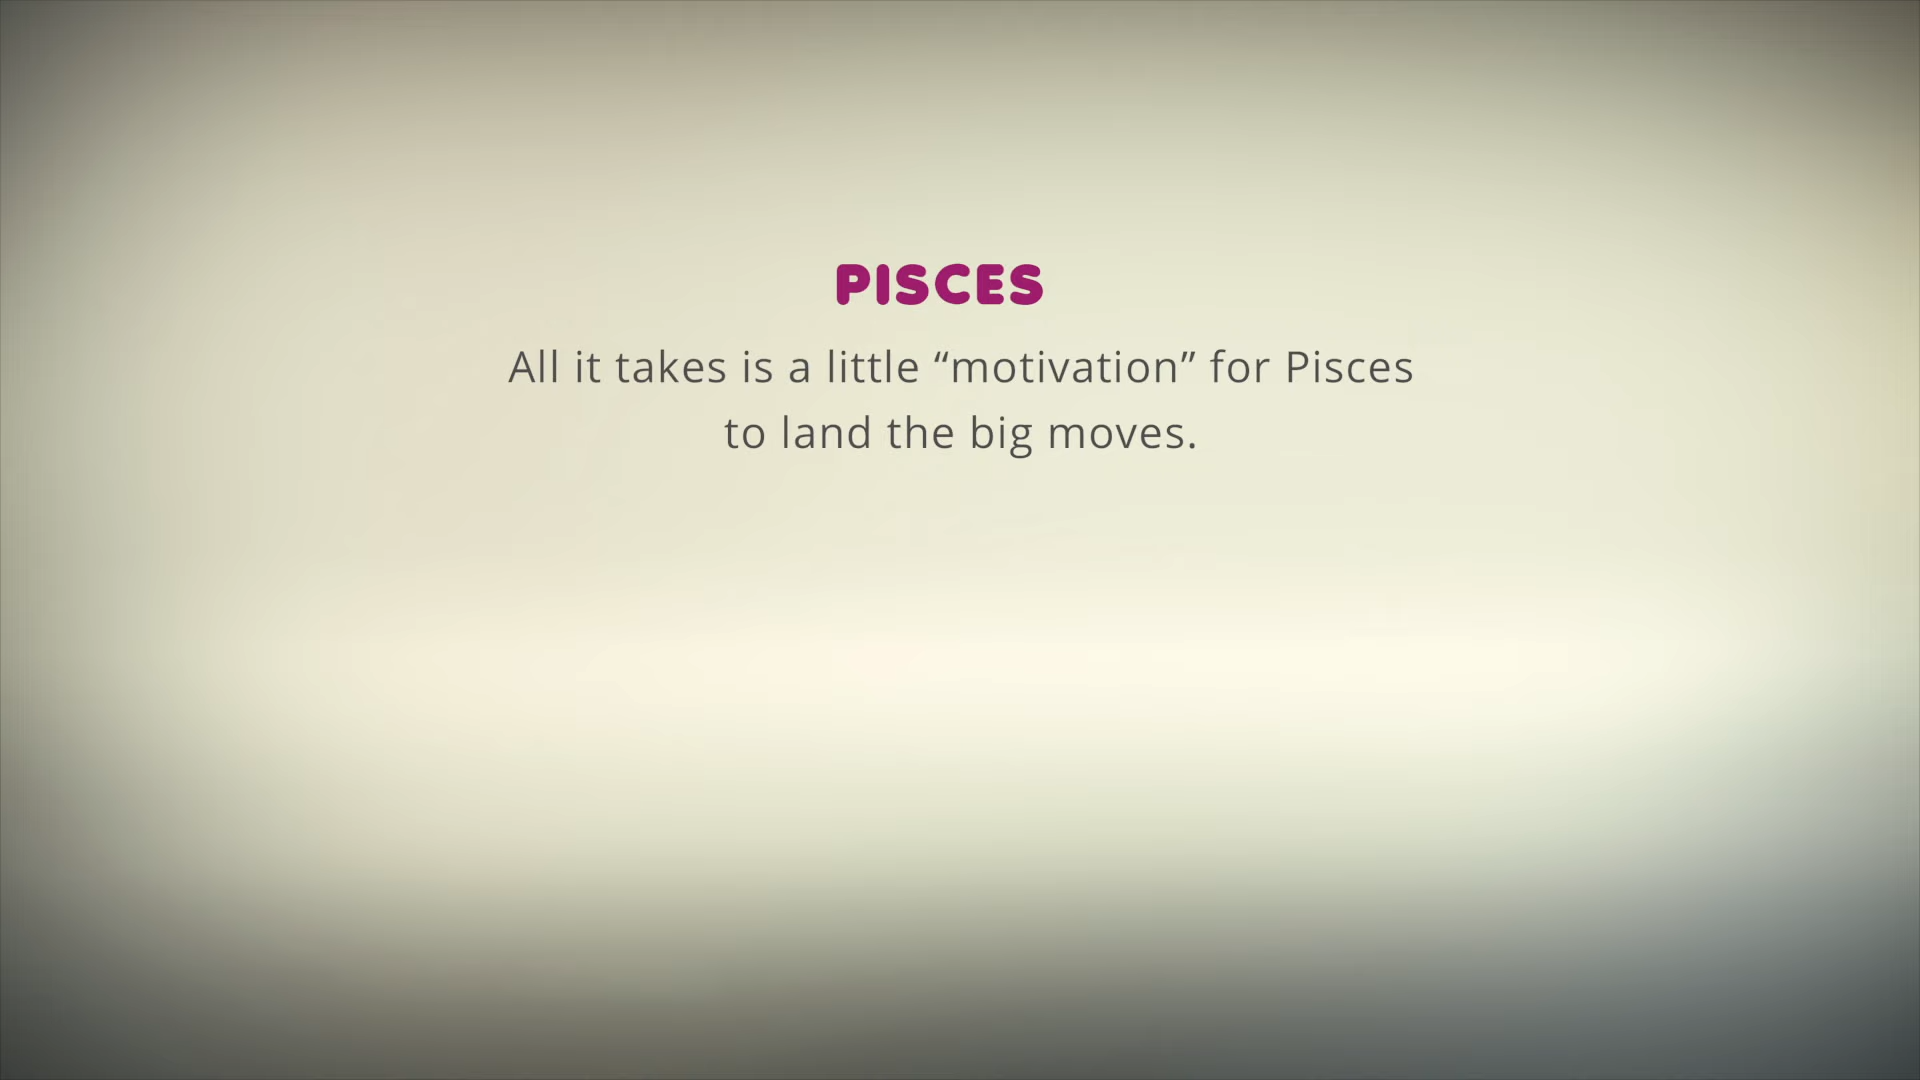 PISCES
All it takes is a little “motivation” for Pisces
to land the big moves.